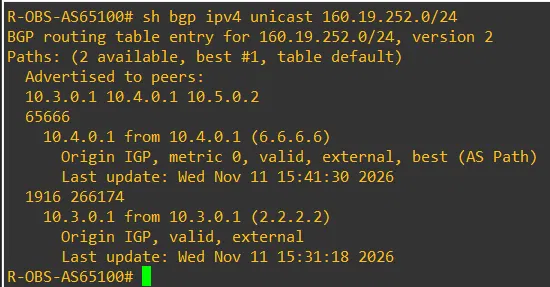 R-OBS-AS65100# sh bgp ipv4 unicast 160.19.252.0/24
BGP routing table entry for 160.19.252.0/24, version 2
Paths: (2 available, best #1, table default)
  Advertised to peers:
  10.3.0.1 10.4.0.1 10.5.0.2
  65666
    10.4.0.1 from 10.4.0.1 (6.6.6.6)
      Origin IGP, metric 0, valid, external, best (AS Path)
      Last update: Wed Nov 11 15:41:30 2026
  1916 266174
    10.3.0.1 from 10.3.0.1 (2.2.2.2)
      Origin IGP, valid, external
      Last update: Wed Nov 11 15:31:18 2026
R-OBS-AS65100#